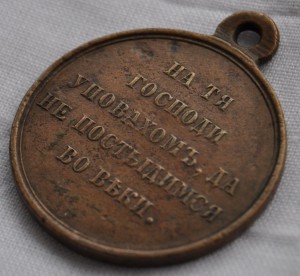 НА ТЯ
ГОСПОДИ
УПОВАХОМЪ, ДА
НЕ ПОСТЫДИМСЯ
ВО ВѢКИ.